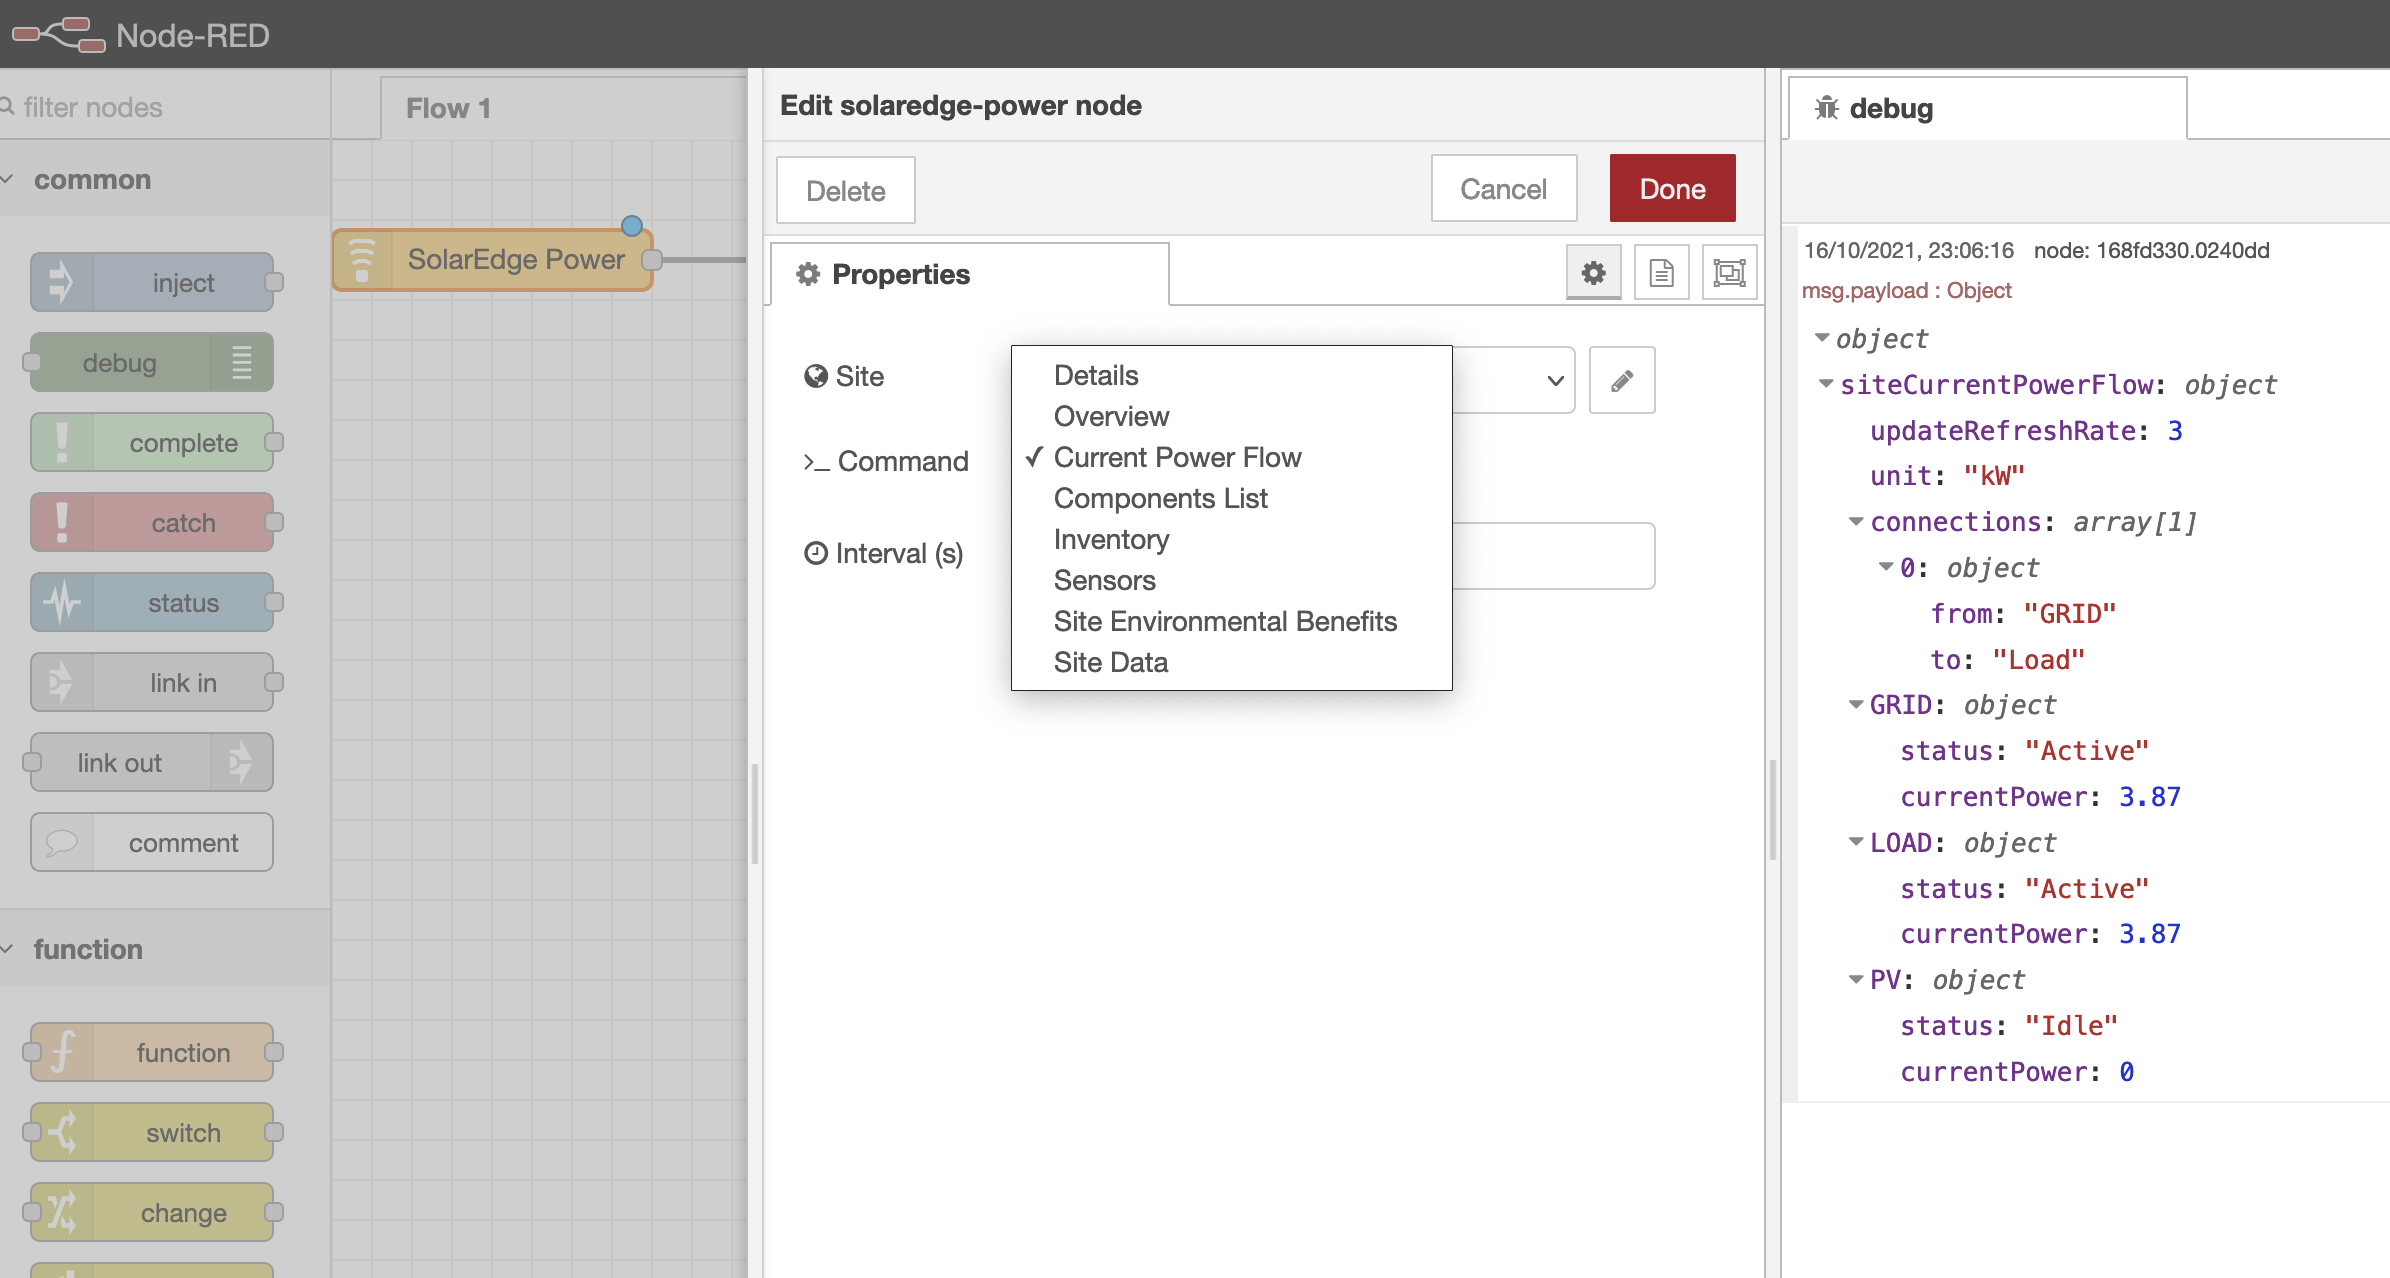 Node-RED
filter nodes
common
inject
debug
complete
catch
status
link in
link out
comment
function
function
switch
change
Flow 1
SolarEdge Power
Edit solaredge-power node
Delete
Cancel
Done
Properties
Site
Command
Interval (s)
Details
Overview
✓ Current Power Flow
Components List
Inventory
Sensors
Site Environmental Benefits
Site Data
debug
16/10/2021, 23:06:16 node: 168fd330.0240dd
msg.payload : Object
object
siteCurrentPowerFlow: object
updateRefreshRate: 3
unit: "kW"
connections: array[1]
0: object
from: "GRID"
to: "Load"
GRID: object
status: "Active"
currentPower: 3.87
LOAD: object
status: "Active"
currentPower: 3.87
PV: object
status: "Idle"
currentPower: 0